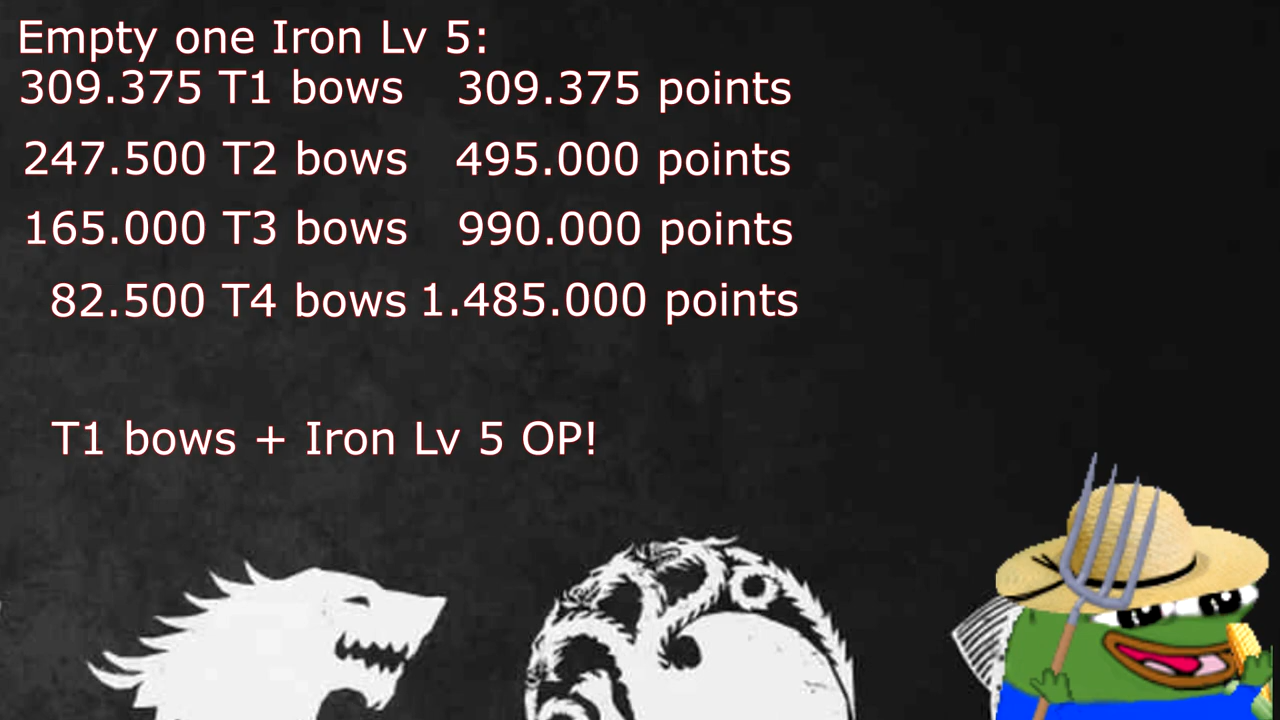 Empty one Iron Lv 5:
309.375 T1 bows 309.375 points
247.500 T2 bows 495.000 points
165.000 T3 bows 990.000 points
82.500 T4 bows 1.485.000 points
T1 bows + Iron Lv 5 OP!